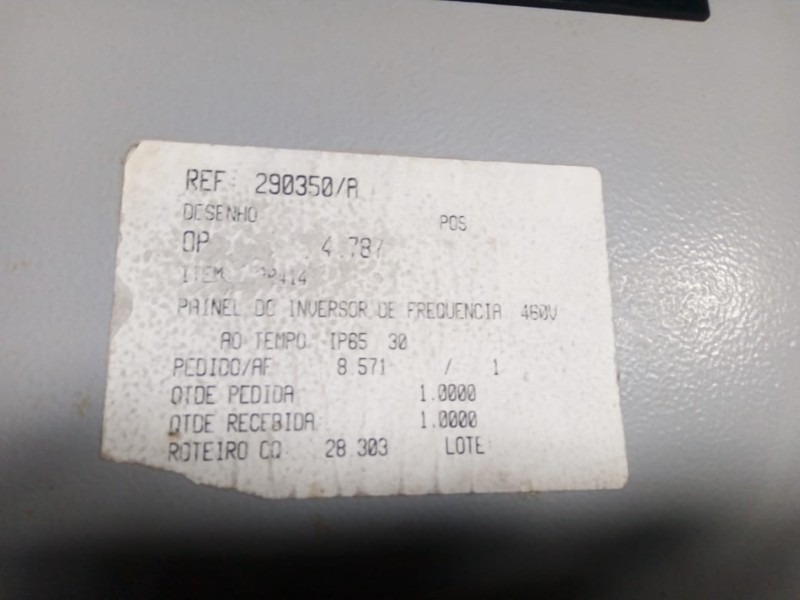 REF: 290350/A
DESENHO POS
OP 4.787
ITEM
PAINEL DO INVERSOR DE FREQUENCIA 460V
AO TEMPO IP65 30
PEDIDO/AF 8.571 / 1
QTDE PEDIDA 1.0000
QTDE RECEBIDA 1.0000
ROTEIRO CQ 28.303 LOTE